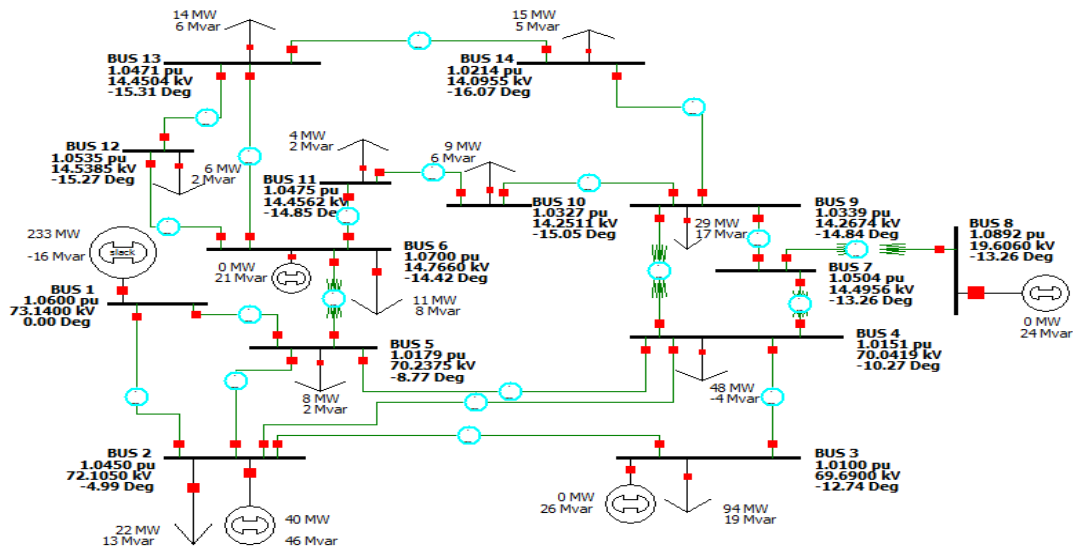 14 MW
6 Mvar
15 MW
5 Mvar
BUS 13
1.0471 pu
14.4504 kV
-15.31 Deg
BUS 14
1.0214 pu
14.0955 kV
-16.07 Deg
BUS 12
1.0535 pu
14.5385 kV
-15.27 Deg
6 MW
2 Mvar
4 MW
2 Mvar
9 MW
6 Mvar
BUS 11
1.0475 pu
14.4562 kV
-14.85 Deg
BUS 10
1.0327 pu
14.2511 kV
-15.05 Deg
29 MW
17 Mvar
BUS 9
1.0339 pu
14.2674 kV
-14.84 Deg
BUS 8
1.0892 pu
19.6060 kV
-13.26 Deg
233 MW
-16 Mvar
slack
BUS 6
1.0700 pu
14.7660 kV
-14.42 Deg
0 MW
21 Mvar
BUS 7
1.0504 pu
14.4956 kV
-13.26 Deg
BUS 1
1.0600 pu
73.1400 kV
0.00 Deg
11 MW
8 Mvar
0 MW
24 Mvar
BUS 5
1.0179 pu
70.2375 kV
-8.77 Deg
BUS 4
1.0151 pu
70.0419 kV
-10.27 Deg
8 MW
2 Mvar
48 MW
-4 Mvar
BUS 2
1.0450 pu
72.1050 kV
-4.99 Deg
BUS 3
1.0100 pu
69.6900 kV
-12.74 Deg
22 MW
13 Mvar
40 MW
46 Mvar
0 MW
26 Mvar
94 MW
19 Mvar